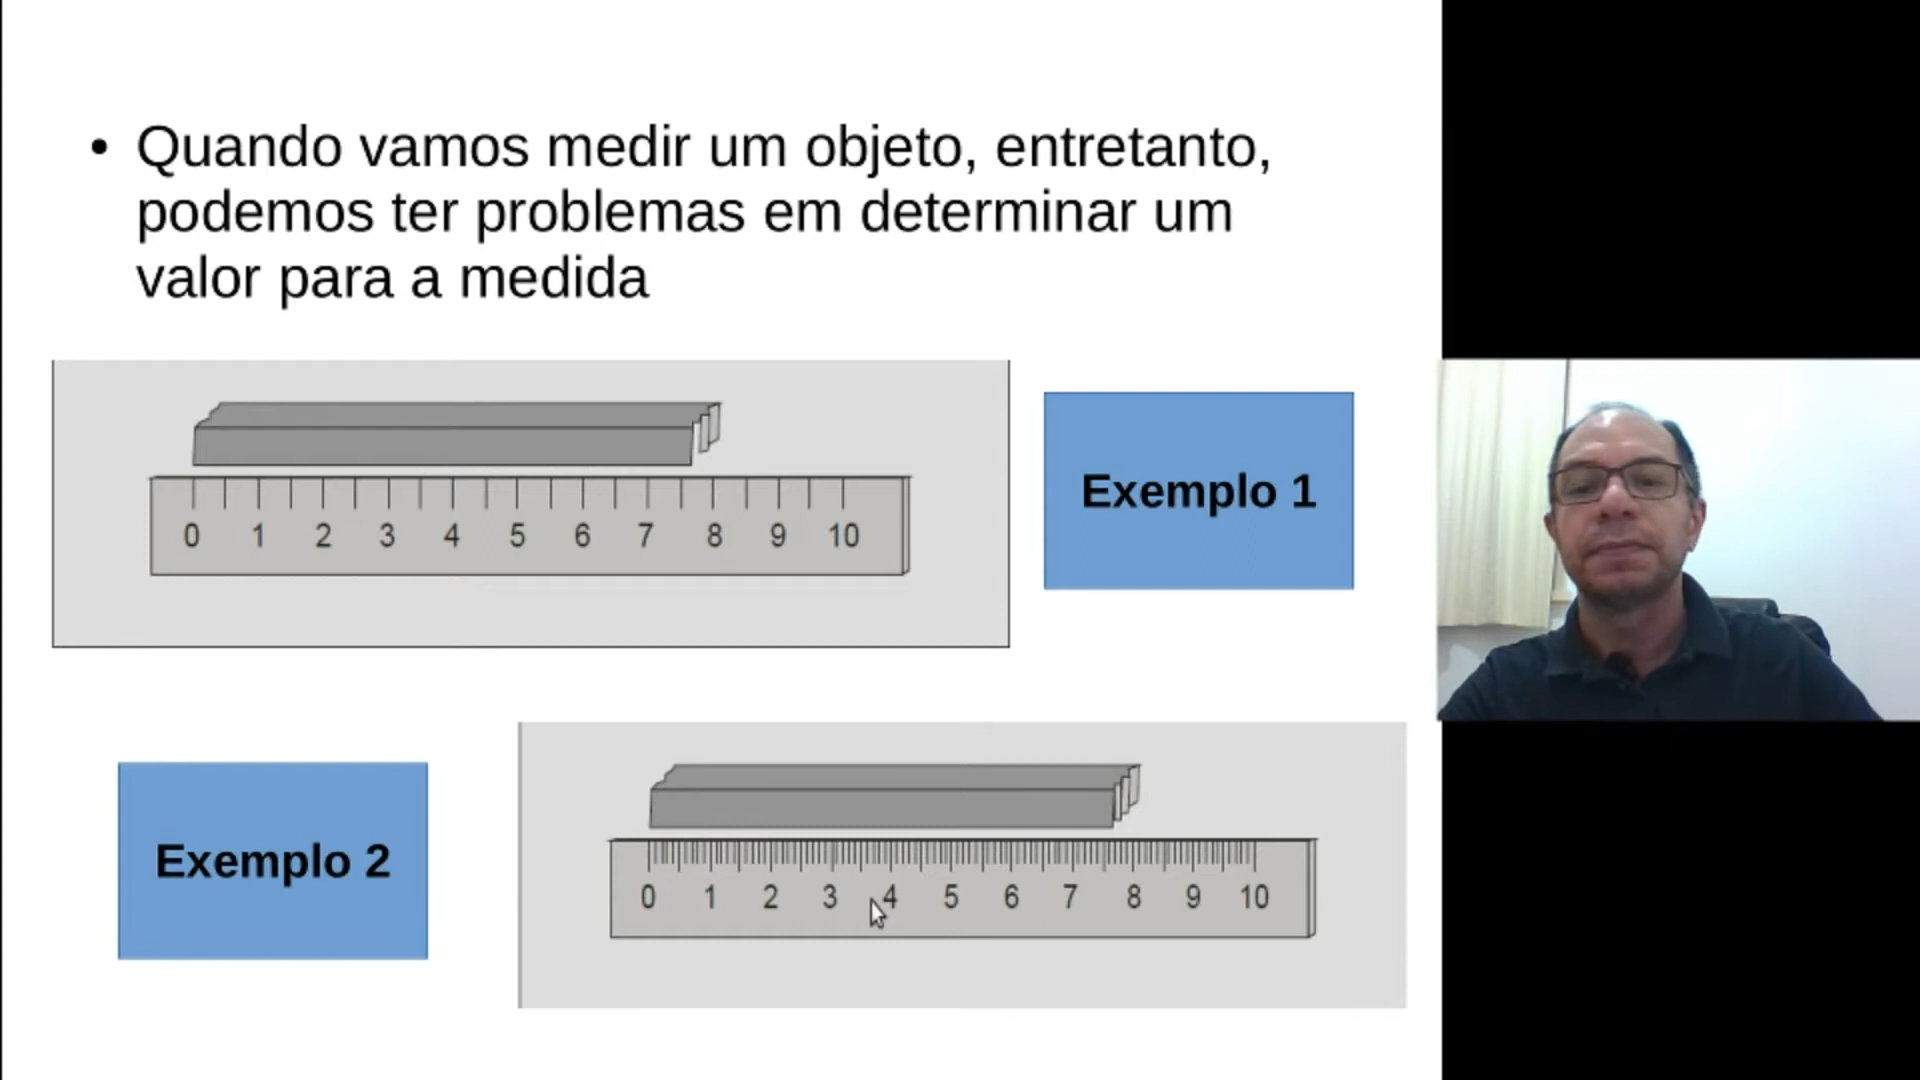 • Quando vamos medir um objeto, entretanto,
podemos ter problemas em determinar um
valor para a medida
0 1 2 3 4 5 6 7 8 9 10
Exemplo 1
Exemplo 2
0 1 2 3 4 5 6 7 8 9 10